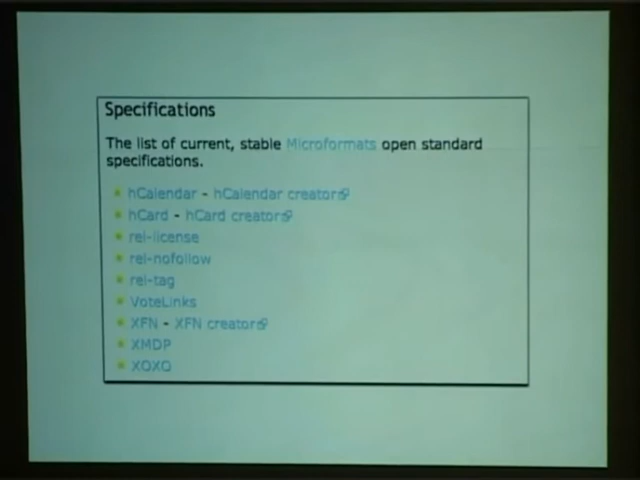 Specifications
The list of current, stable Microformats open standard
specifications.
hCalendar - hCalendar creator
hCard - hCard creator
rel-license
rel-nofollow
rel-tag
VoteLinks
XFN - XFN creator
XMDP
XOXO